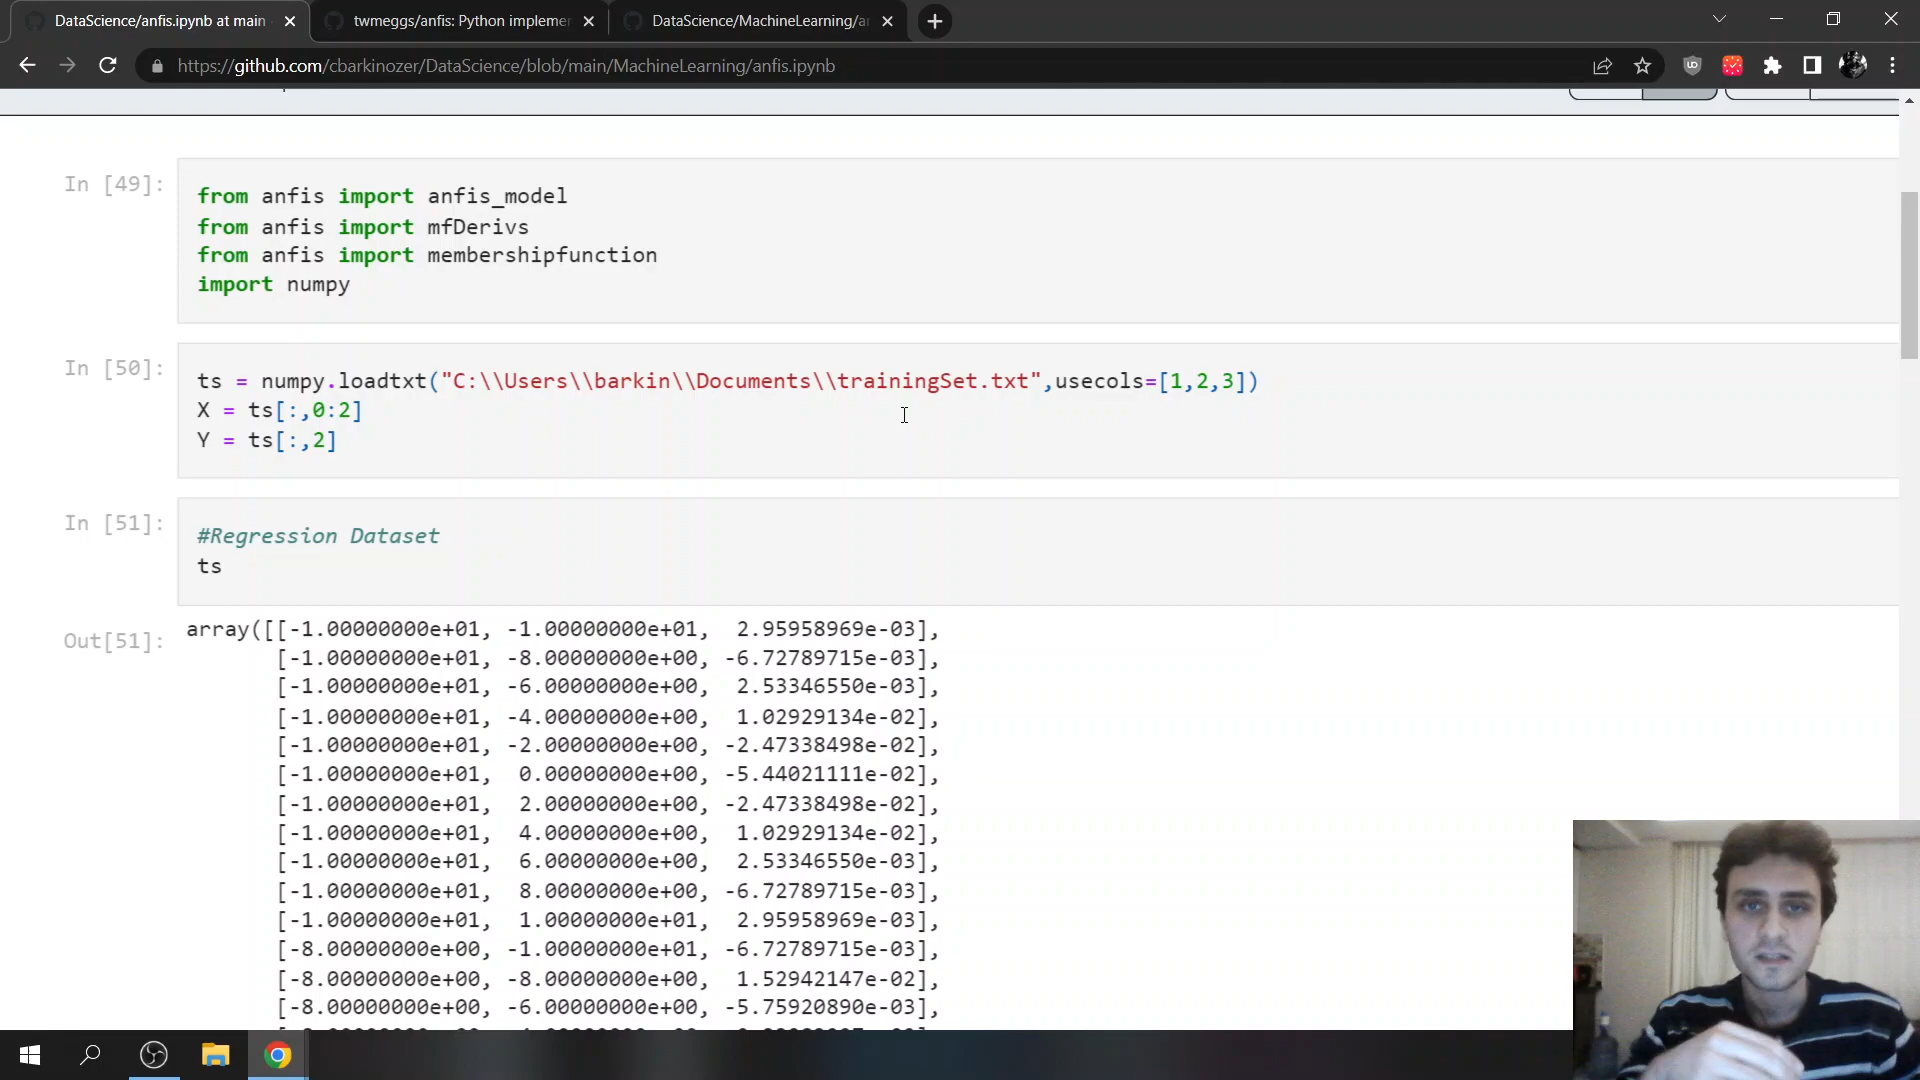 DataScience/anfis.ipynb at main
twmeggs/anfis: Python impleme
DataScience/MachineLearning/a
https://github.com/cbarkinozer/DataScience/blob/main/MachineLearning/anfis.ipynb
In [49]:
from anfis import anfis_model
from anfis import mfDerivs
from anfis import membershipfunction
import numpy
In [50]:
ts = numpy.loadtxt("C:\\Users\\barkin\\Documents\\trainingSet.txt",usecols=[1,2,3])
X = ts[:,0:2]
Y = ts[:,2]
In [51]:
#Regression Dataset
ts
Out[51]:
array([[-1.00000000e+01, -1.00000000e+01, 2.95958969e-03],
[-1.00000000e+01, -8.00000000e+00, -6.72789715e-03],
[-1.00000000e+01, -6.00000000e+00, 2.53346550e-03],
[-1.00000000e+01, -4.00000000e+00, 1.02929134e-02],
[-1.00000000e+01, -2.00000000e+00, -2.47338498e-02],
[-1.00000000e+01, 0.00000000e+00, -5.44021111e-02],
[-1.00000000e+01, 2.00000000e+00, -2.47338498e-02],
[-1.00000000e+01, 4.00000000e+00, 1.02929134e-02],
[-1.00000000e+01, 6.00000000e+00, 2.53346550e-03],
[-1.00000000e+01, 8.00000000e+00, -6.72789715e-03],
[-1.00000000e+01, 1.00000000e+01, 2.95958969e-03],
[-8.00000000e+00, -1.00000000e+01, -6.72789715e-03],
[-8.00000000e+00, -8.00000000e+00, 1.52942147e-02],
[-8.00000000e+00, -6.00000000e+00, -5.75920890e-03],